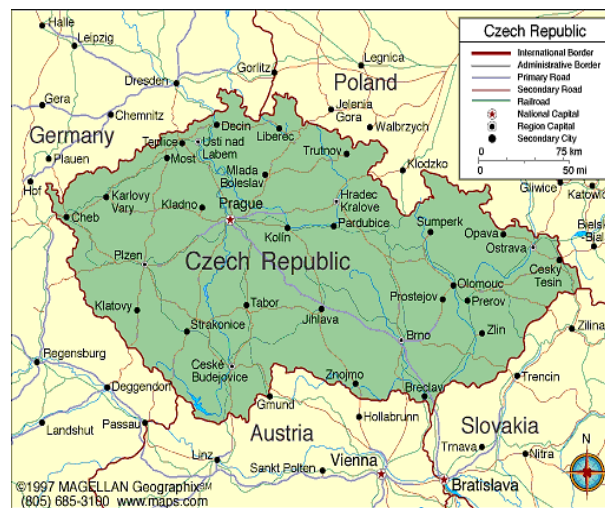 Czech Republic
International Border
Administrative Border
Primary Road
Secondary Road
Railroad
National Capital
Region Capital
Secondary City
0 75 km
0 50 mi
Halle
Leipzig
Legnica
Gorlitz
Dresden
Poland
Gera
Chemnitz
Jelenia
Gora
Walbrzych
Germany
Decin
Liberec
Teplice
Usti nad
Labem
Trutnov
Plauen
Most
Klodzko
Mlada
Boleslav
Hof
Karlovy
Vary
Kladno
Prague
Hradec
Kralove
Gliwice
Katowi
Cheb
Kolín
Pardubice
Sumperk
Opava
Ostrava
Bielsk
Bial
Plzen
Czech Republic
Cesky
Tesin
Olomouc
Prostejov
Prerov
Klatovy
Tabor
Jihlava
Strakonice
Brno
Zlin
Zilina
Regensburg
České
Budejovice
Znojmo
Breclav
Trencin
Deggendorf
Gmund
Hollabrunn
Slovakia
Landshut
Passau
Austria
Trnava
Nitra
N
Linz
Sankt Polten
Vienna
Bratislava
©1997 MAGELLAN Geographix℠
(805) 685-3100 www.maps.com